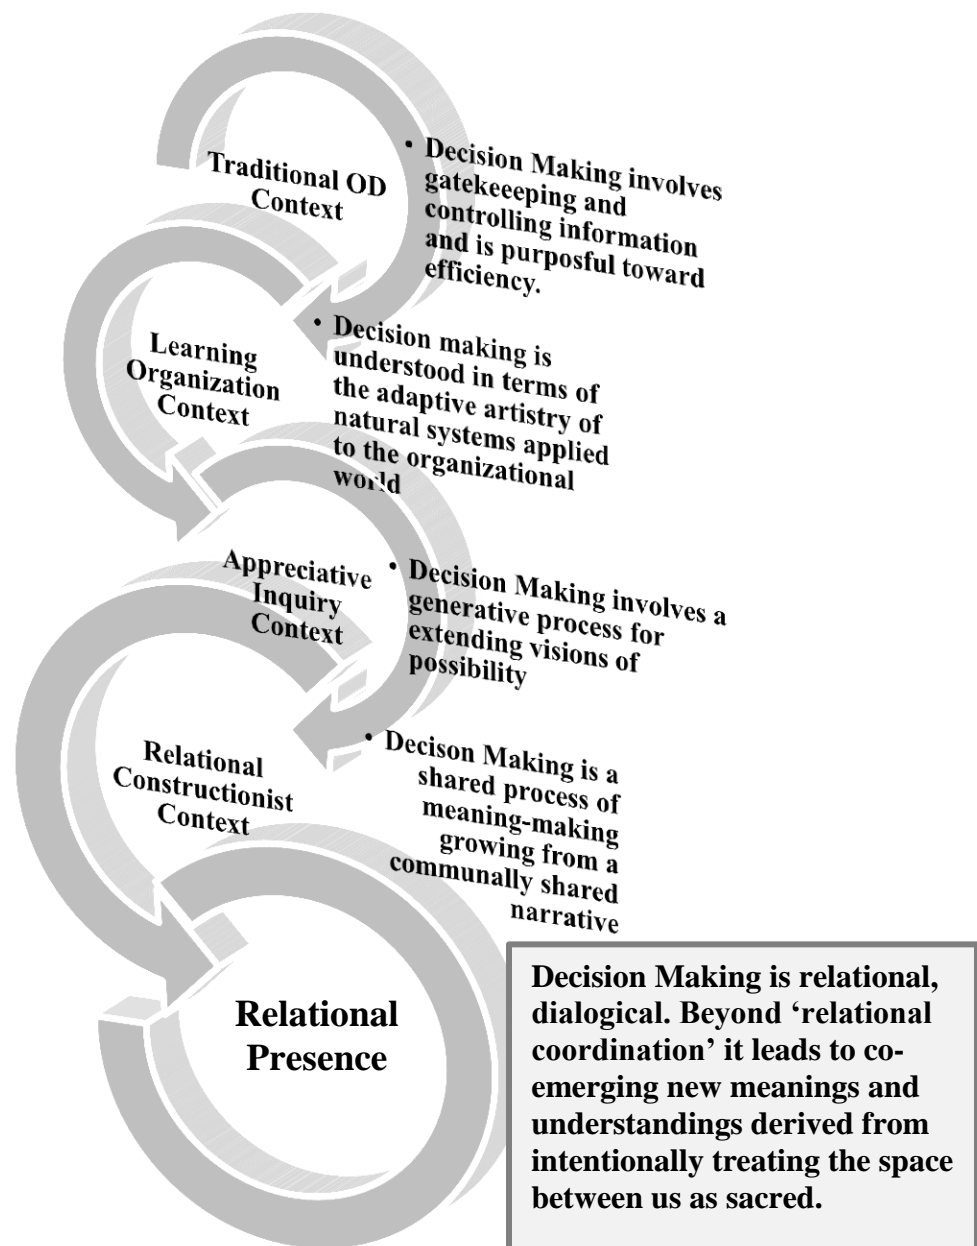 Traditional OD
Context
• Decision Making involves
gatekeeeping and
controlling information
and is purposful toward
efficiency.
Learning
Organization
Context
• Decision making is
understood in terms of
the adaptive artistry of
natural systems applied
to the organizational
world
Appreciative
Inquiry
Context
• Decision Making involves a
generative process for
extending visions of
possibility
Relational
Constructionist
Context
• Decison Making is a
shared process of
meaning-making
growing from a
communally shared
narrative
Relational
Presence
Decision Making is relational,
dialogical. Beyond ‘relational
coordination’ it leads to co-
emerging new meanings and
understandings derived from
intentionally treating the space
between us as sacred.